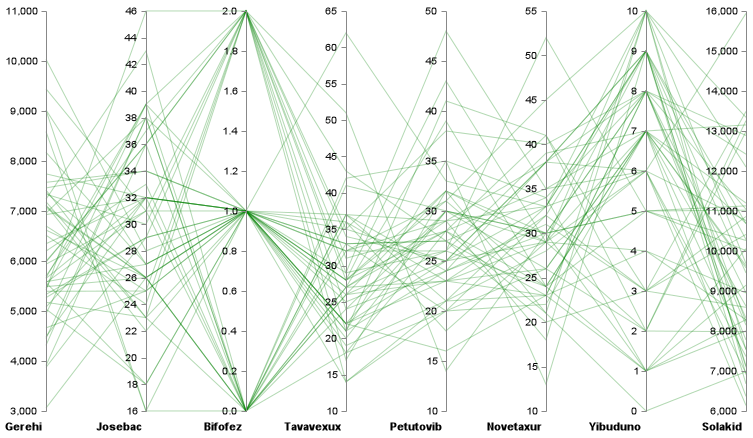 11,000 46 2.0 65 50 55 10 16,000
10,000 44 1.8 60 45 50 9 15,000
9,000 42 1.6 55 40 45 8 14,000
8,000 40 1.4 50 35 40 7 13,000
7,000 38 1.2 45 30 35 6 12,000
6,000 36 1.0 40 25 30 5 11,000
5,000 34 0.8 35 20 25 4 10,000
4,000 32 0.6 30 15 20 3 9,000
3,000 30 0.4 25 10 15 2 8,000
28 0.2 20 10 1 7,000
26 0.0 15 0 6,000
24 10
22
20
18
16
Gerehi Josebac Bifofez Tavavexux Petutovib Novetaxur Yibuduno Solakid